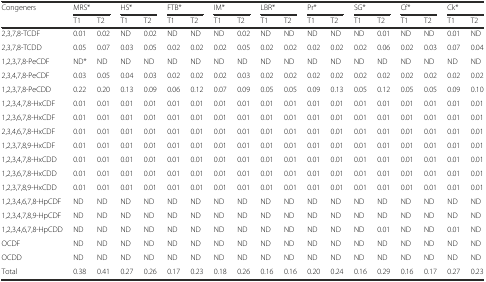 Congeners MRS* HS* FTB* IM* LBR* Pr* SG* Cf* Ck*
T1 T2 T1 T2 T1 T2 T1 T2 T1 T2 T1 T2 T1 T2 T1 T2 T1 T2
2,3,7,8-TCDF 0.01 0.02 ND 0.02 ND ND ND 0.02 ND ND ND ND ND 0.01 ND ND 0.01 ND
2,3,7,8-TCDD 0.05 0.07 0.03 0.05 0.02 0.02 0.02 0.05 0.02 0.02 0.02 0.02 0.02 0.06 0.02 0.03 0.07 0.04
1,2,3,7,8-PeCDF ND* ND ND ND ND ND ND ND ND ND ND ND ND ND ND ND ND ND
2,3,4,7,8-PeCDF 0.03 0.05 0.04 0.03 0.02 0.02 0.02 0.03 0.02 0.02 0.02 0.02 0.02 0.02 0.02 0.02 0.02 0.02
1,2,3,7,8-PeCDD 0.22 0.20 0.13 0.09 0.06 0.12 0.07 0.09 0.05 0.05 0.09 0.13 0.05 0.12 0.05 0.05 0.09 0.10
1,2,3,4,7,8-HxCDF 0.01 0.01 0.01 0.01 0.01 0.01 0.01 0.01 0.01 0.01 0.01 0.01 0.01 0.01 0.01 0.01 0.01 0.01
1,2,3,6,7,8-HxCDF 0.01 0.01 0.01 0.01 0.01 0.01 0.01 0.01 0.01 0.01 0.01 0.01 0.01 0.01 0.01 0.01 0.01 0.01
2,3,4,6,7,8-HxCDF 0.01 0.01 0.01 0.01 0.01 0.01 0.01 0.01 0.01 0.01 0.01 0.01 0.01 0.01 0.01 0.01 0.01 0.01
1,2,3,7,8,9-HxCDF 0.01 0.01 0.01 0.01 0.01 0.01 0.01 0.01 0.01 0.01 0.01 0.01 0.01 0.01 0.01 0.01 0.01 0.01
1,2,3,4,7,8-HxCDD 0.01 0.01 0.01 0.01 0.01 0.01 0.01 0.01 0.01 0.01 0.01 0.01 0.01 0.01 0.01 0.01 0.01 0.01
1,2,3,6,7,8-HxCDD 0.01 0.01 0.01 0.01 0.01 0.01 0.01 0.01 0.01 0.01 0.01 0.01 0.01 0.01 0.01 0.01 0.01 0.01
1,2,3,7,8,9-HxCDD 0.01 0.01 0.01 0.01 0.01 0.01 0.01 0.01 0.01 0.01 0.01 0.01 0.01 0.01 0.01 0.01 0.01 0.01
1,2,3,4,6,7,8-HpCDF ND ND ND ND ND ND ND ND ND ND ND ND ND ND ND ND ND ND
1,2,3,4,7,8,9-HpCDF ND ND ND ND ND ND ND ND ND ND ND ND ND ND ND ND ND ND
1,2,3,4,6,7,8-HpCDD ND ND ND ND ND ND ND ND ND ND ND ND ND 0.01 ND ND 0.01 ND
OCDF ND ND ND ND ND ND ND ND ND ND ND ND ND ND ND ND ND ND
OCDD ND ND ND ND ND ND ND ND ND ND ND ND ND ND ND ND ND ND
Total 0.38 0.41 0.27 0.26 0.17 0.23 0.18 0.26 0.16 0.16 0.20 0.24 0.16 0.29 0.16 0.17 0.27 0.23